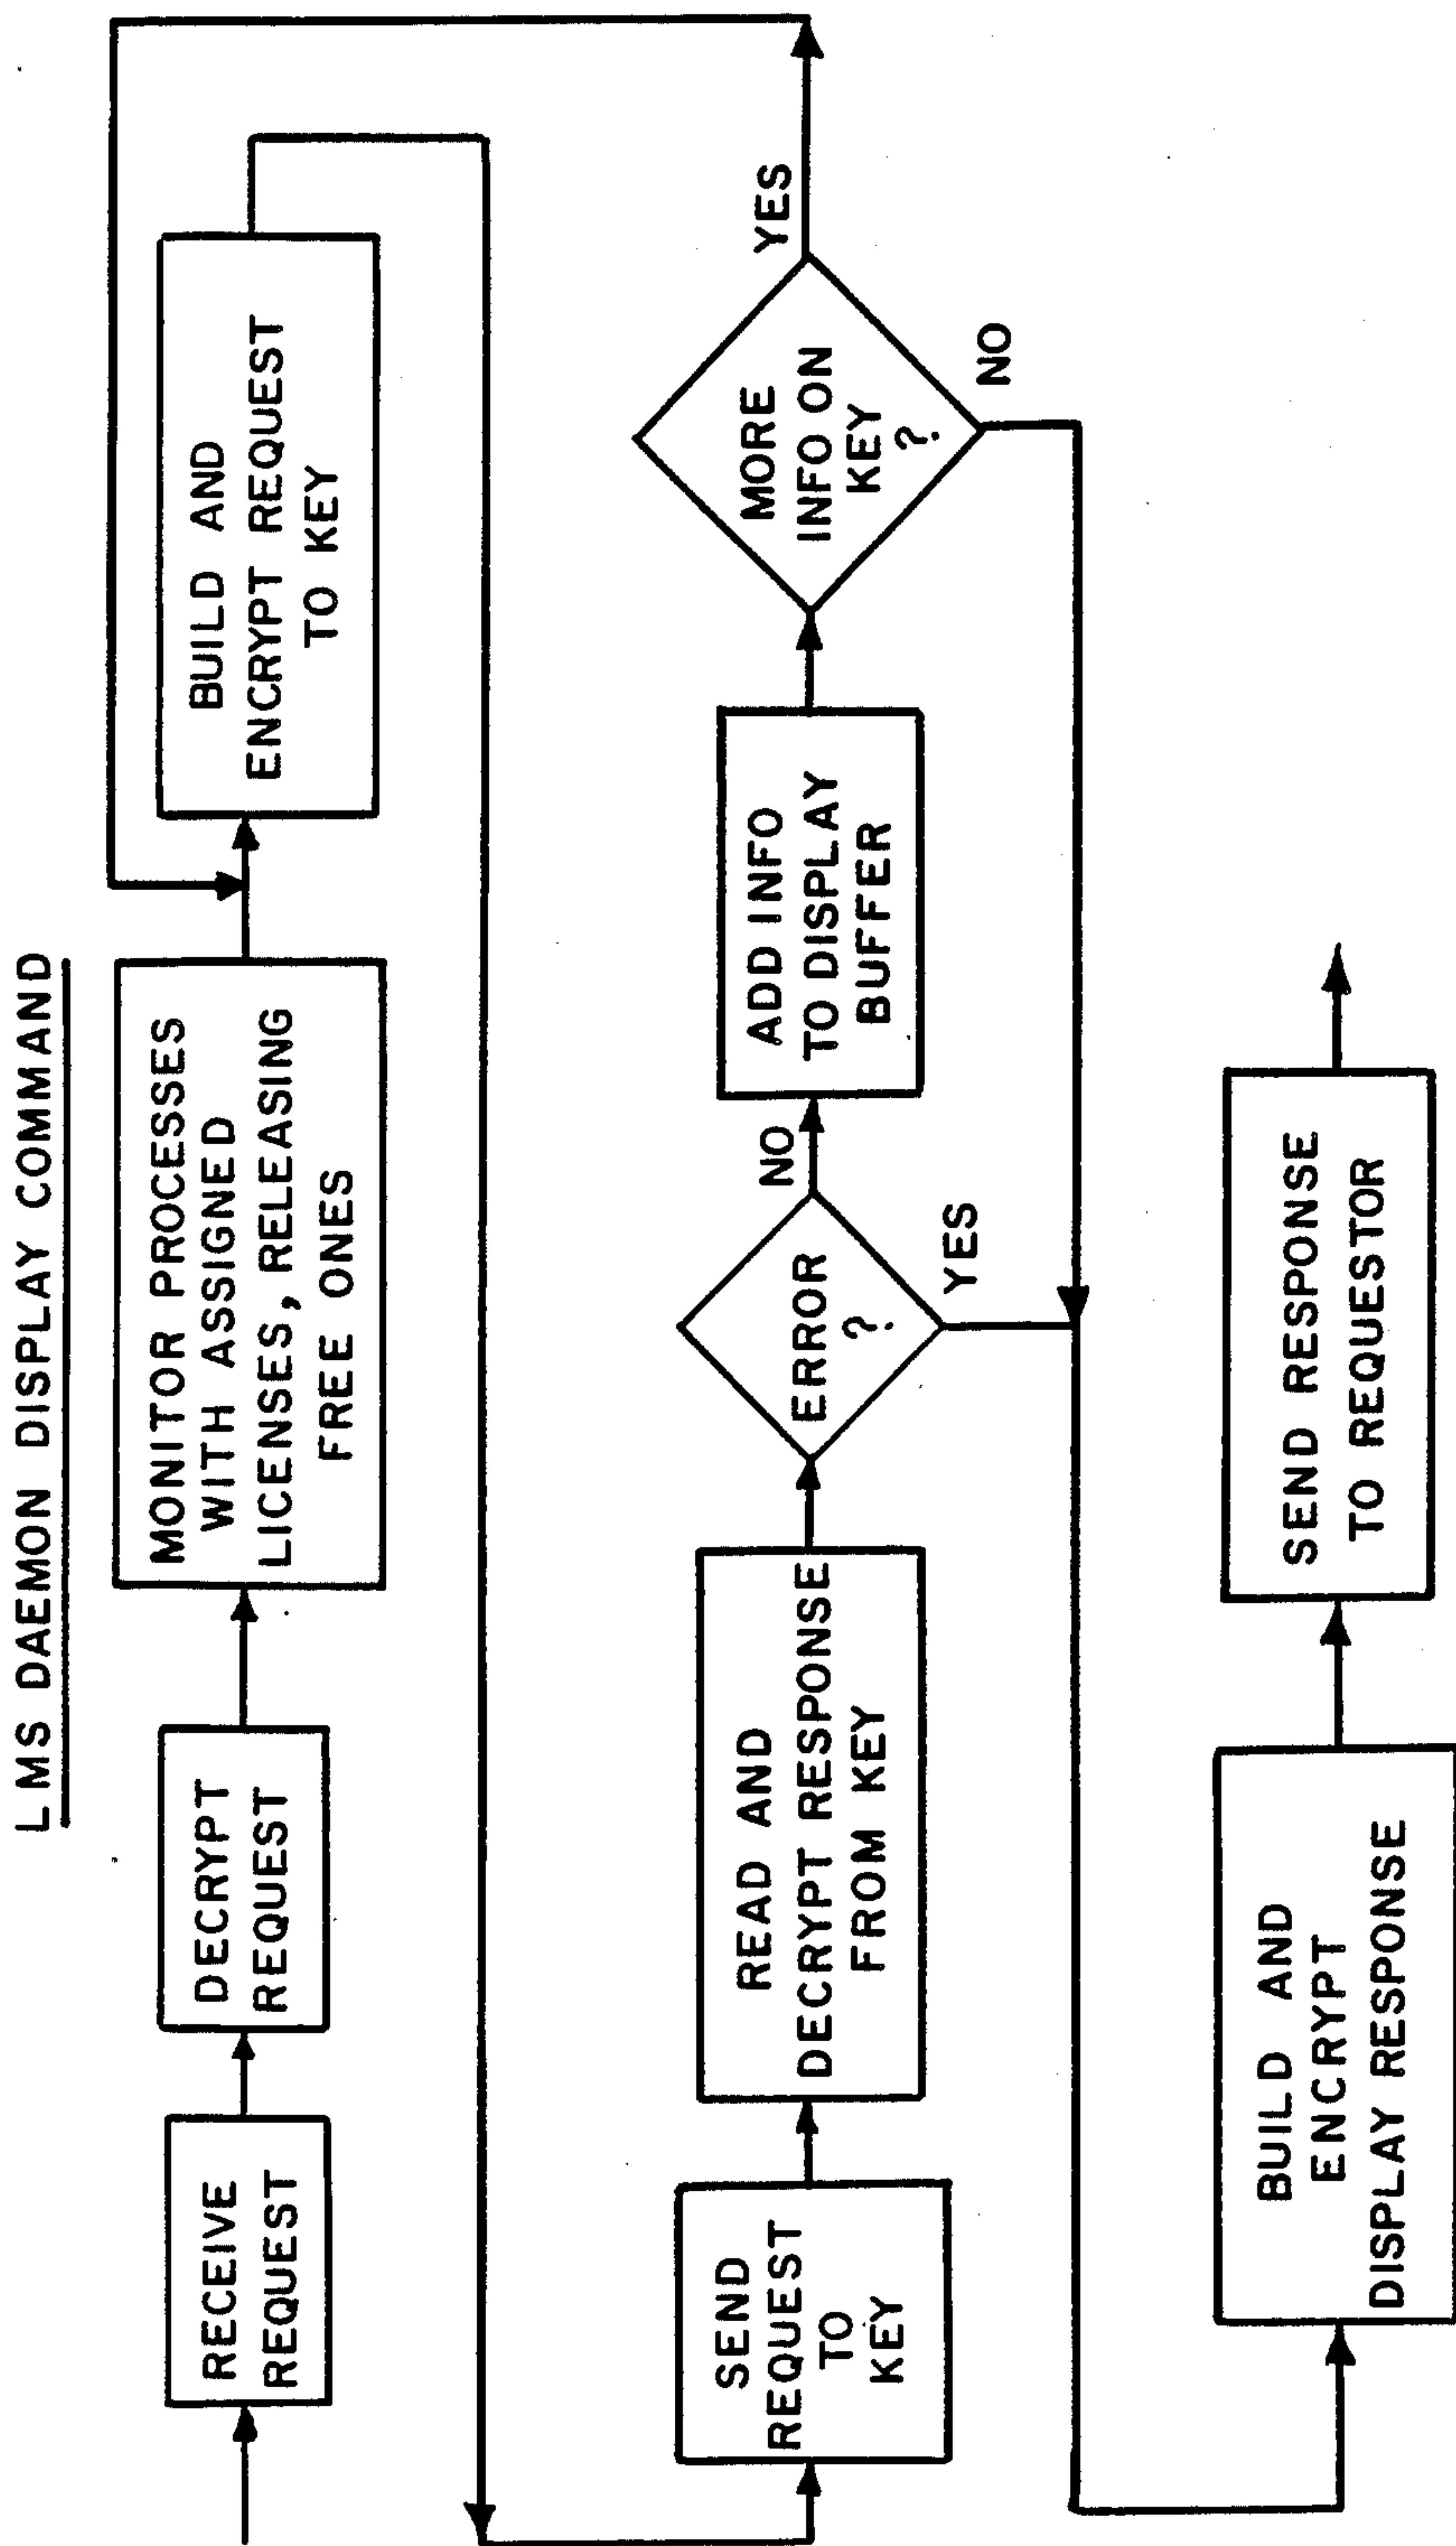 LMS DAEMON DISPLAY COMMAND
RECEIVE
REQUEST
DECRYPT
REQUEST
MONITOR PROCESSES
WITH ASSIGNED
LICENSES, RELEASING
FREE ONES
BUILD AND
ENCRYPT REQUEST
TO KEY
SEND
REQUEST
TO
KEY
READ AND
DECRYPT RESPONSE
FROM KEY
ERROR
?
NO
YES
ADD INFO
TO DISPLAY
BUFFER
MORE
INFO ON
KEY
?
YES
NO
BUILD AND
ENCRYPT
DISPLAY RESPONSE
SEND RESPONSE
TO REQUESTOR